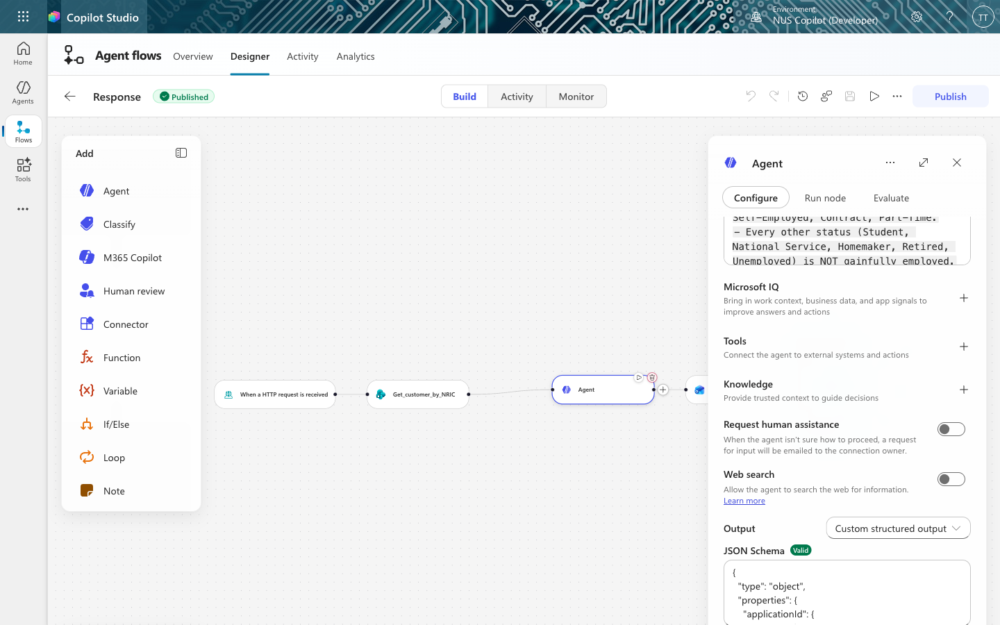 Copilot Studio
Environment
NUS Copilot (Developer)
TT
Home
Agents
Flows
Tools
Agent flows
Overview
Designer
Activity
Analytics
Response
Published
Build
Activity
Monitor
Publish
Add
Agent
Classify
M365 Copilot
Human review
Connector
Function
Variable
If/Else
Loop
Note
When a HTTP request is received
Get_customer_by_NRIC
Agent
Agent
Configure
Run node
Evaluate
Self-Employed, Contract, Part-Time.
- Every other status (Student,
National Service, Homemaker, Retired,
Unemployed) is NOT gainfully employed.
Microsoft IQ
Bring in work context, business data, and app signals to
improve answers and actions
Tools
Connect the agent to external systems and actions
Knowledge
Provide trusted context to guide decisions
Request human assistance
When the agent isn't sure how to proceed, a request
for input will be emailed to the connection owner.
Web search
Allow the agent to search the web for information.
Learn more
Output
Custom structured output
JSON Schema
Valid
{
"type": "object",
"properties": {
"applicationId": {